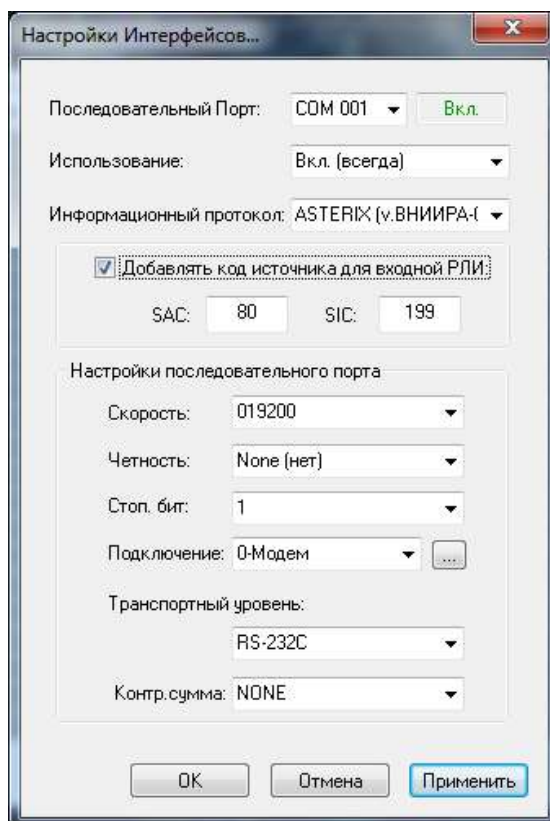 Настройки Интерфейсов...
Последовательный Порт: COM 001 Вкл.
Использование: Вкл. (всегда)
Информационный протокол: ASTERIX (v.ВНИИРА-
Добавлять код источника для входной РЛИ:
SAC: 80 SIC: 199
Настройки последовательного порта
Скорость: 019200
Четность: None (нет)
Стоп. бит: 1
Подключение: 0-Модем ...
Транспортный уровень:
RS-232C
Контр.сумма: NONE
OK Отмена Применить